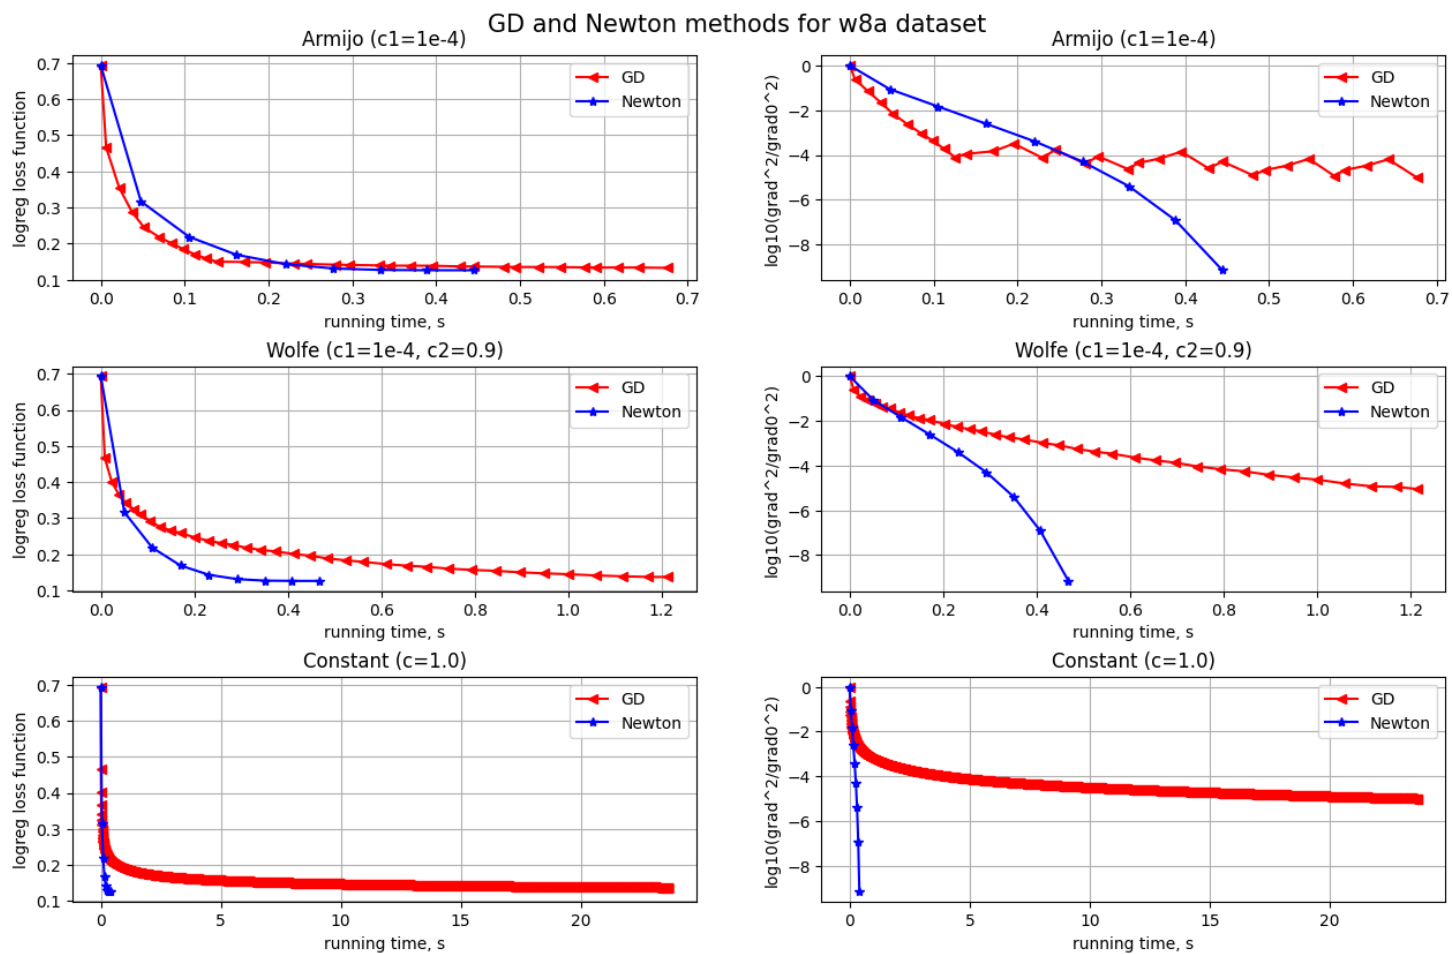 GD and Newton methods for w8a dataset
Armijo (c1=1e-4)
logreg loss function
0.7
0.6
0.5
0.4
0.3
0.2
0.1
GD
Newton
0.0 0.1 0.2 0.3 0.4 0.5 0.6 0.7
running time, s
Armijo (c1=1e-4)
log10(grad^2/grad0^2)
0
−2
−4
−6
−8
GD
Newton
0.0 0.1 0.2 0.3 0.4 0.5 0.6 0.7
running time, s
Wolfe (c1=1e-4, c2=0.9)
logreg loss function
0.7
0.6
0.5
0.4
0.3
0.2
0.1
GD
Newton
0.0 0.2 0.4 0.6 0.8 1.0 1.2
running time, s
Wolfe (c1=1e-4, c2=0.9)
log10(grad^2/grad0^2)
0
−2
−4
−6
−8
GD
Newton
0.0 0.2 0.4 0.6 0.8 1.0 1.2
running time, s
Constant (c=1.0)
logreg loss function
0.7
0.6
0.5
0.4
0.3
0.2
0.1
GD
Newton
0 5 10 15 20
running time, s
Constant (c=1.0)
log10(grad^2/grad0^2)
0
−2
−4
−6
−8
GD
Newton
0 5 10 15 20
running time, s